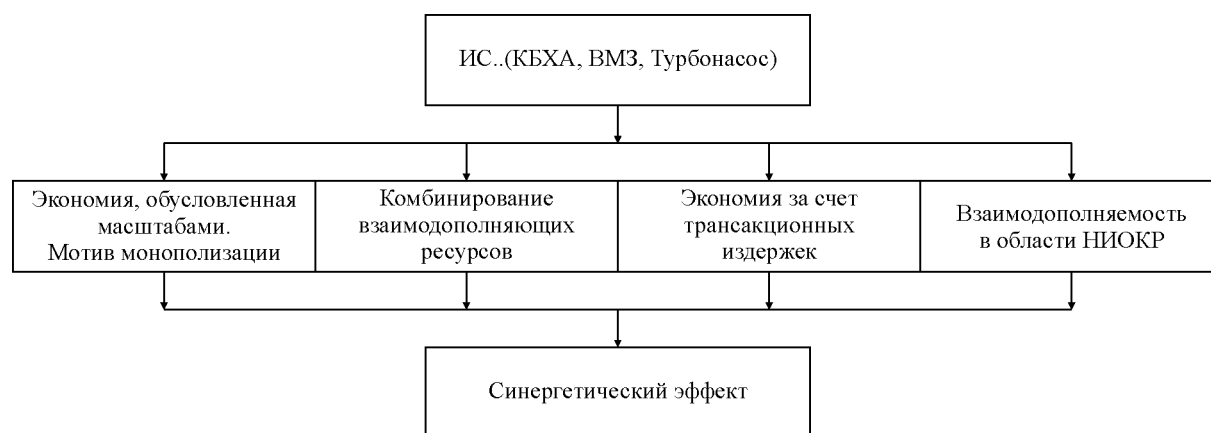 ИС..(КБХА, ВМЗ, Турбонасос)
Экономия, обусловленная
масштабами.
Мотив монополизации
Комбинирование
взаимодополняющих
ресурсов
Экономия за счет
трансакционных
издержек
Взаимодополняемость
в области НИОКР
Синергетический эффект